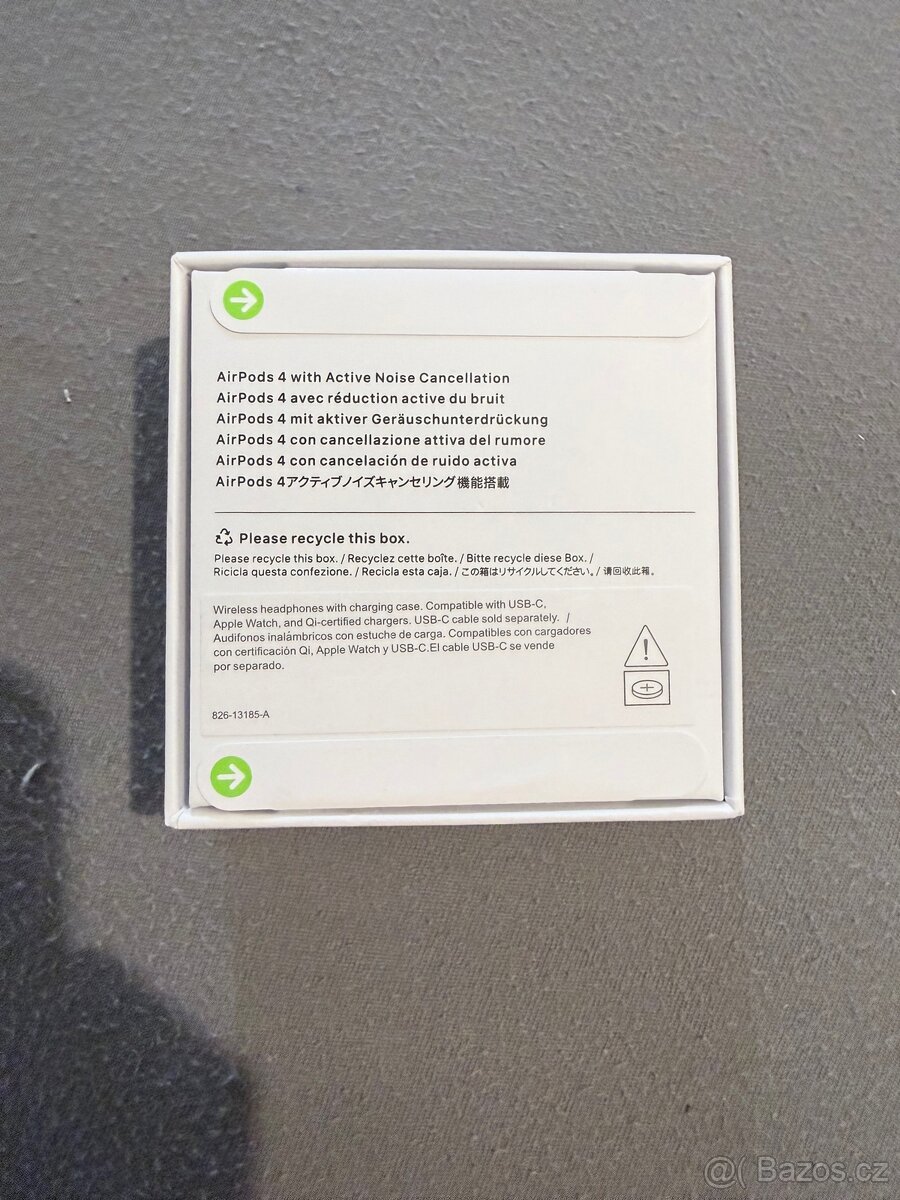 AirPods 4 with Active Noise Cancellation
AirPods 4 avec réduction active du bruit
AirPods 4 mit aktiver Geräuschunterdrückung
AirPods 4 con cancellazione attiva del rumore
AirPods 4 con cancelación de ruido activa
AirPods 4アクティブノイズキャンセリング機能搭載
Please recycle this box.
Please recycle this box. / Recyclez cette boîte. / Bitte recycle diese Box. /
Ricicla questa confezione. / Recicla esta caja. / この箱はリサイクルしてください。/ 请回收此箱。
Wireless headphones with charging case. Compatible with USB-C,
Apple Watch, and Qi-certified chargers. USB-C cable sold separately. /
Audifonos inalámbricos con estuche de carga. Compatibles con cargadores
con certificación Qi, Apple Watch y USB-C.El cable USB-C se vende
por separado.
826-13185-A
@( Bazos.cz